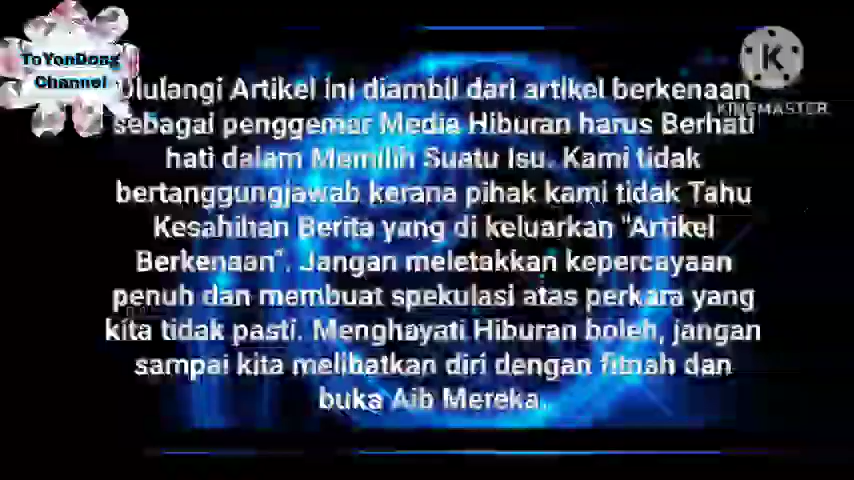 ToYonDong
Channel
KINEMASTER
Diulangi Artikel ini diambil dari artikel berkenaan
sebagai penggemar Media Hiburan harus Berhati
hati dalam Memilih Suatu Isu. Kami tidak
bertanggungjawab kerana pihak kami tidak Tahu
Kesahihan Berita yang di keluarkan "Artikel
Berkenaan". Jangan meletakkan kepercayaan
penuh dan membuat spekulasi atas perkara yang
kita tidak pasti. Menghayati Hiburan boleh, jangan
sampai kita melibatkan diri dengan fitnah dan
buka Aib Mereka.